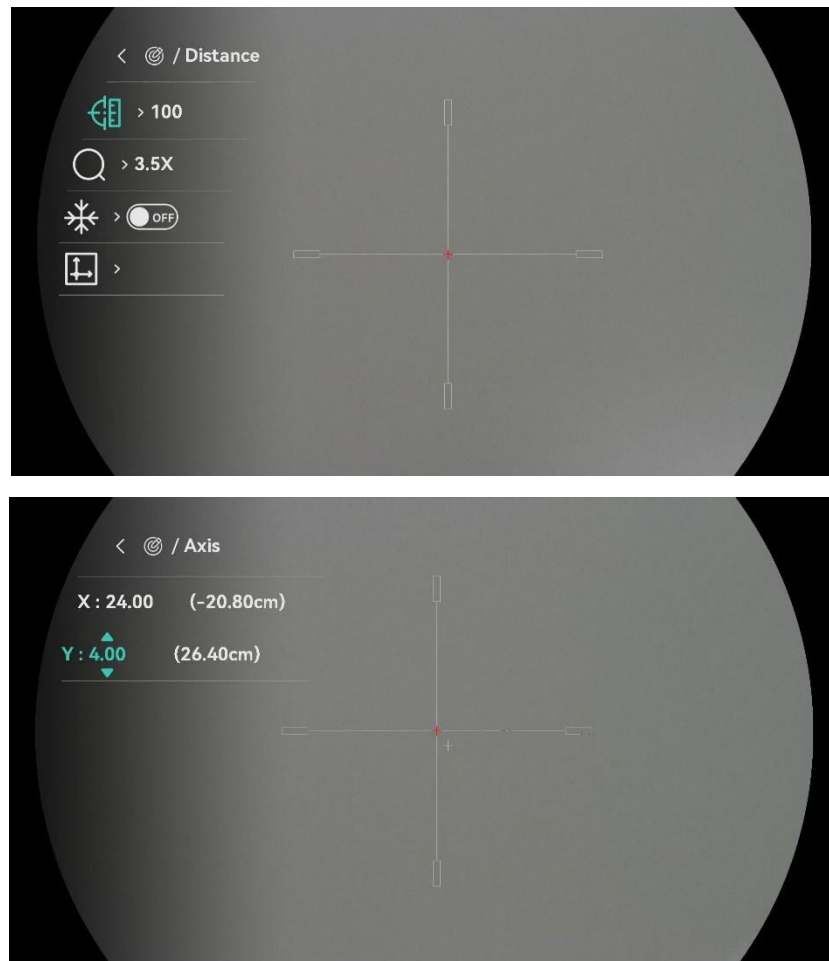 < / Distance
> 100
> 3.5X
> OFF
>
< / Axis
X : 24.00 (-20.80cm)
Y : 4.00 (26.40cm)